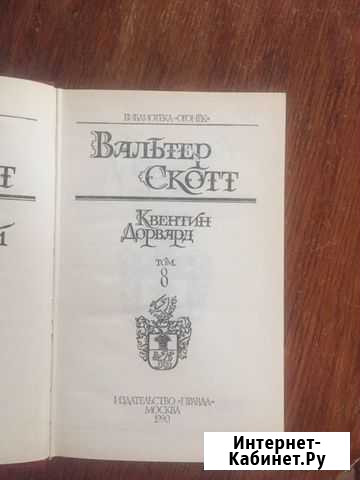 БИБЛИОТЕКА «ОГОНЁК»
ВАЛЬТЕР
СКОТТ
КВЕНТИН
ДОРВАРД
ТОМ
8
ИЗДАТЕЛЬСТВО «ПРАВДА»
МОСКВА
1990
Интернет-
Кабинет.Ру